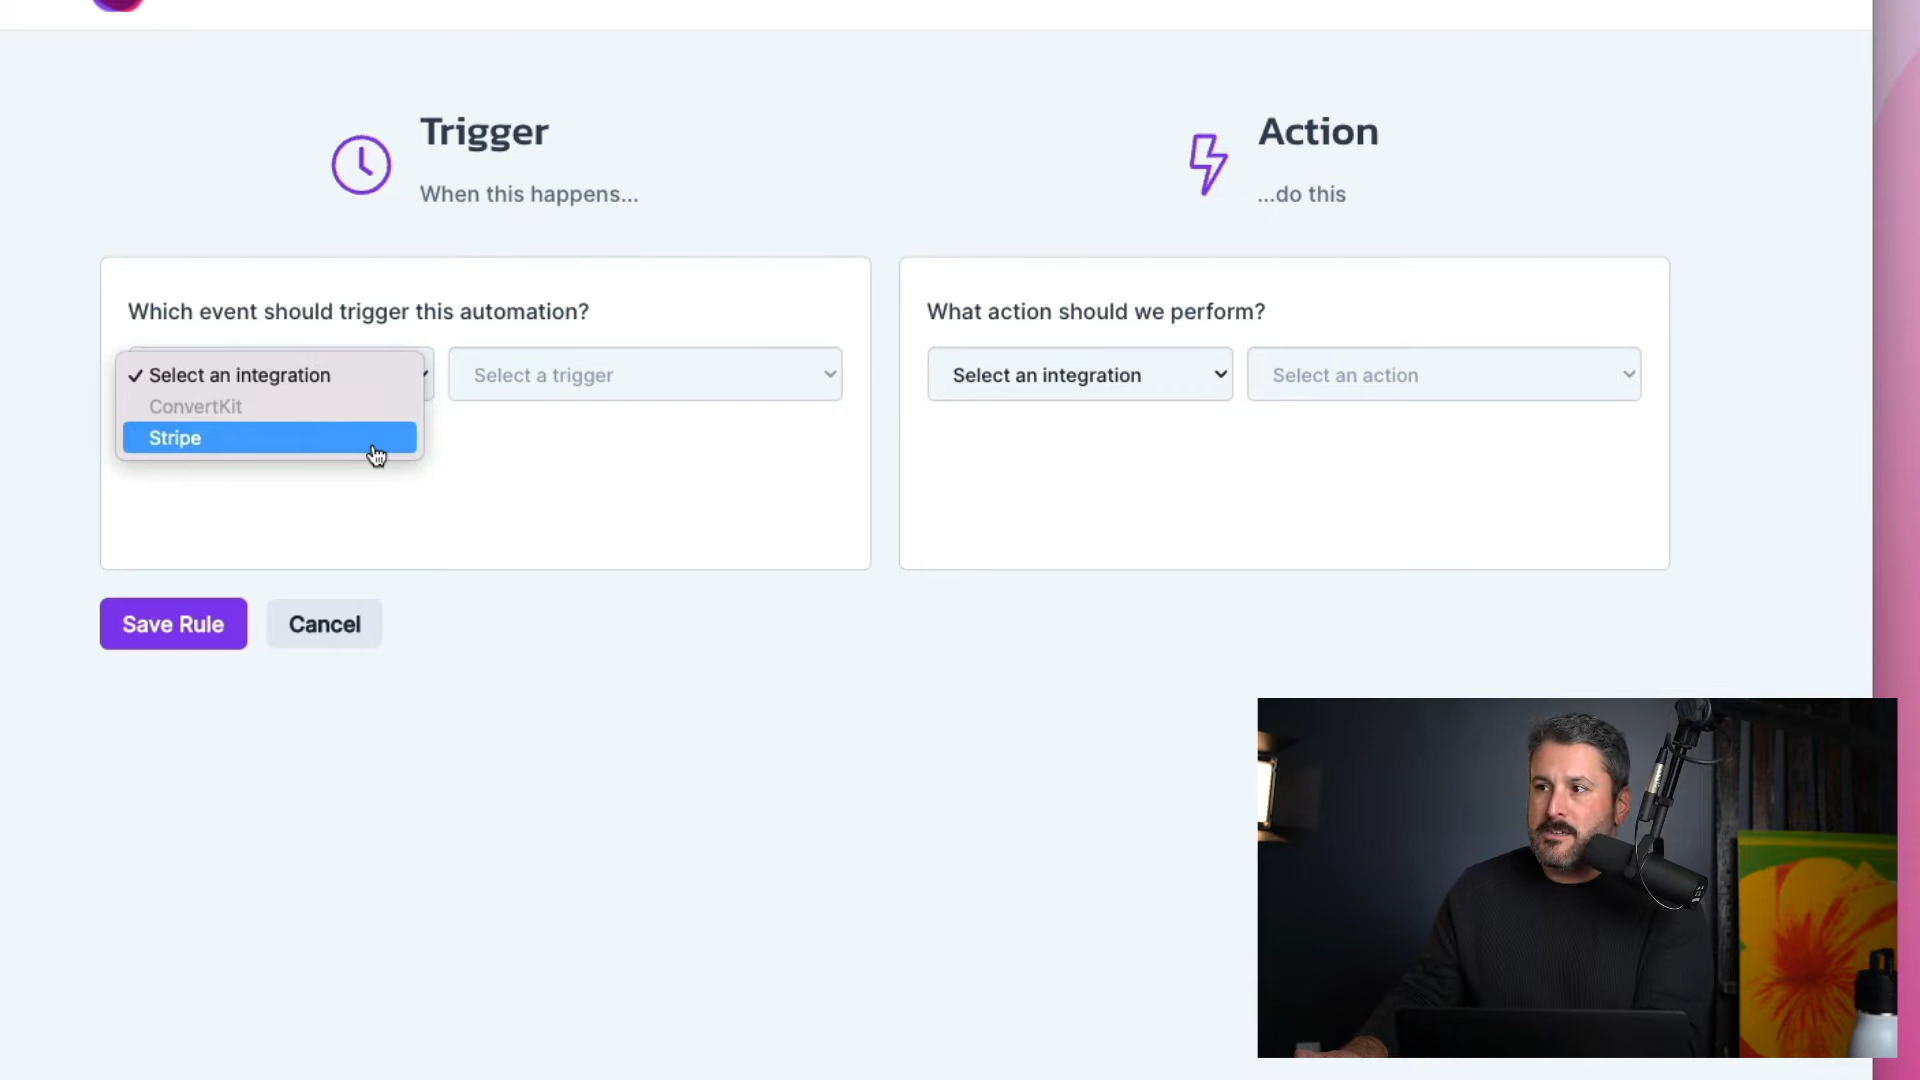 Trigger
When this happens...
Action
...do this
Which event should trigger this automation?
✓ Select an integration
ConvertKit
Stripe
Select a trigger
What action should we perform?
Select an integration
Select an action
Save Rule
Cancel